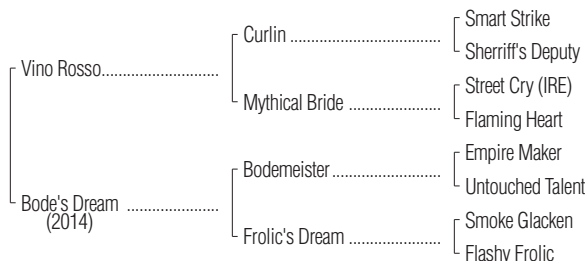 Smart Strike
Curlin
Sherriff's Deputy
Vino Rosso
Street Cry (IRE)
Mythical Bride
Flaming Heart
Empire Maker
Bodemeister
Untouched Talent
Bode's Dream
(2014)
Smoke Glacken
Frolic's Dream
Flashy Frolic